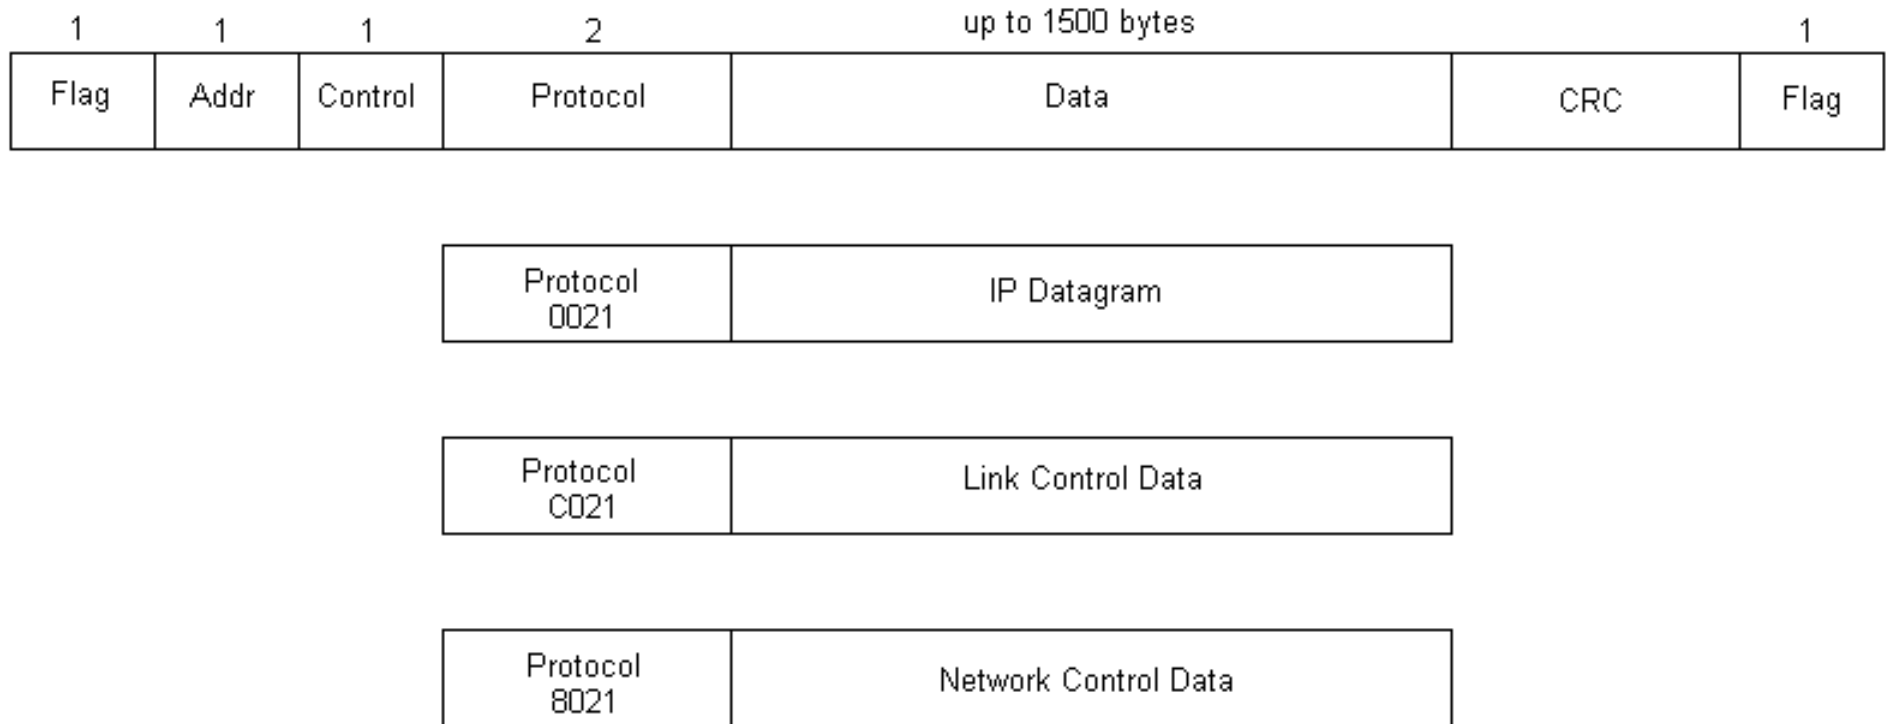 1 1 1 2 up to 1500 bytes 1
Flag Addr Control Protocol Data CRC Flag
Protocol
0021
IP Datagram
Protocol
C021
Link Control Data
Protocol
8021
Network Control Data